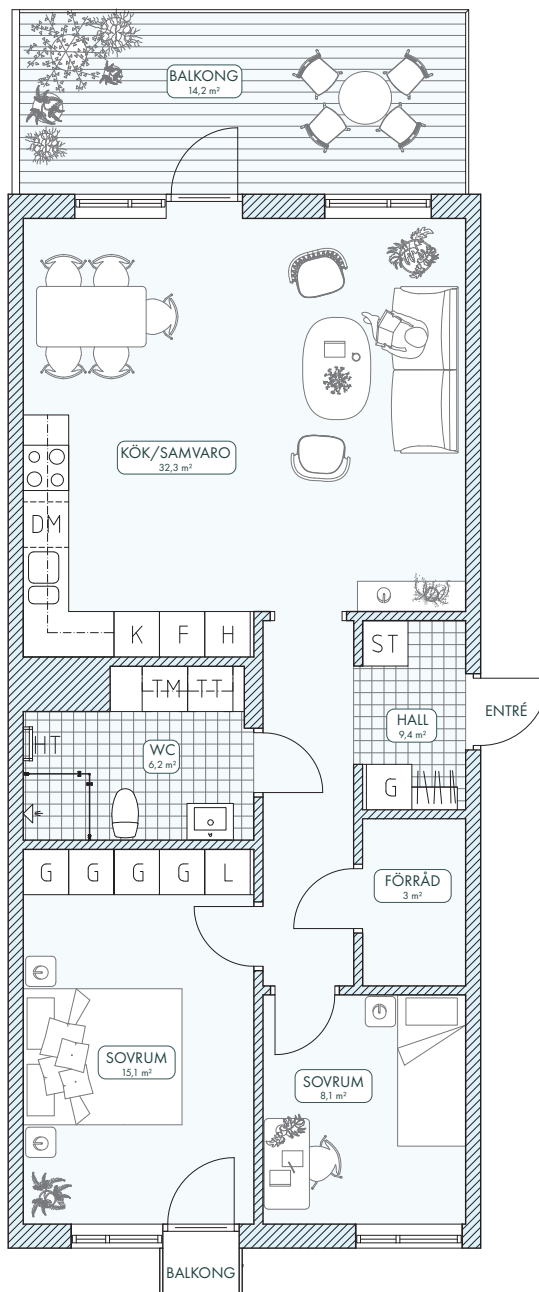 BALKONG
14,2 m²
KÖK/SAMVARO
32,3 m²
DM
K F H
ST
TM TT
HALL
9,4 m²
ENTRÉ
HT
WC
6,2 m²
G
G G G G L
FÖRRÅD
3 m²
SOVRUM
15,1 m²
SOVRUM
8,1 m²
BALKONG